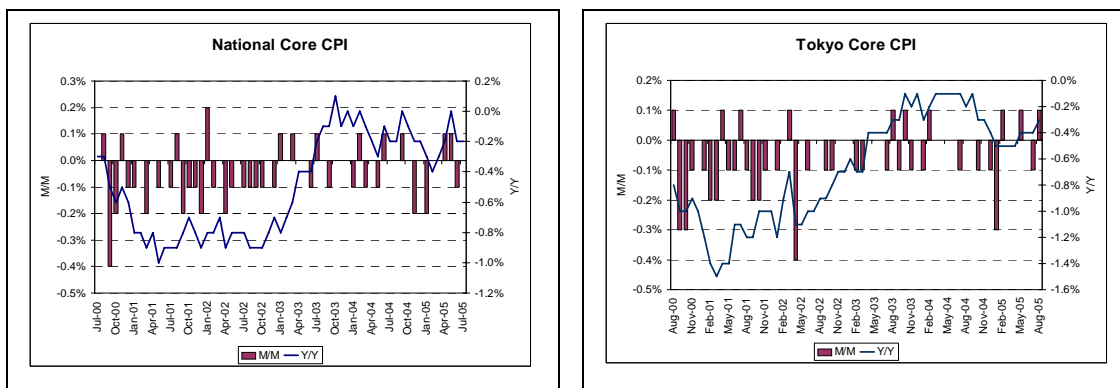 National Core CPI
0.3%
0.2%
0.1%
0.0%
-0.1%
-0.2%
-0.3%
-0.4%
-0.5%
M/M
0.2%
0.0%
-0.2%
-0.4%
-0.6%
-0.8%
-1.0%
-1.2%
Y/Y
Jul-00
Oct-00
Jan-01
Apr-01
Jul-01
Oct-01
Jan-02
Apr-02
Jul-02
Oct-02
Jan-03
Apr-03
Jul-03
Oct-03
Jan-04
Apr-04
Jul-04
Oct-04
Jan-05
Apr-05
Jul-05
M/M Y/Y
Tokyo Core CPI
0.2%
0.1%
0.0%
-0.1%
-0.2%
-0.3%
-0.4%
-0.5%
M/M
0.0%
-0.2%
-0.4%
-0.6%
-0.8%
-1.0%
-1.2%
-1.4%
-1.6%
Y/Y
Aug-00
Nov-00
Feb-01
May-01
Aug-01
Nov-01
Feb-02
May-02
Aug-02
Nov-02
Feb-03
May-03
Aug-03
Nov-03
Feb-04
May-04
Aug-04
Nov-04
Feb-05
May-05
Aug-05
M/M Y/Y